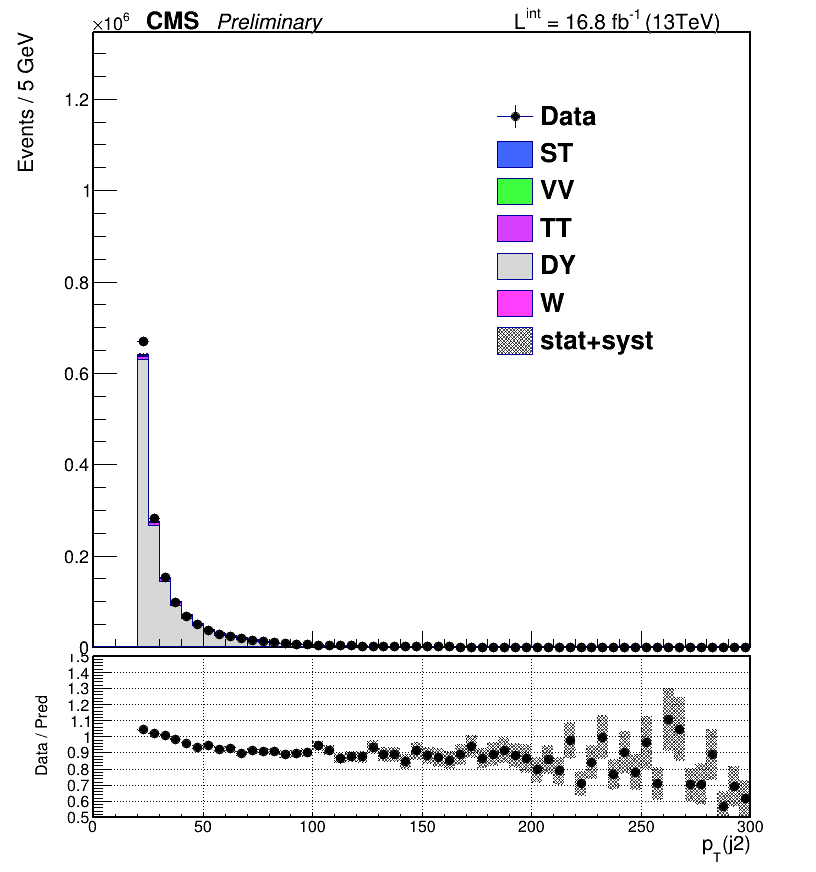 ×10⁶ CMS Preliminary L^int = 16.8 fb⁻¹ (13TeV)
Events / 5 GeV
1.2
1
0.8
0.6
0.4
0.2
0
Data
ST
VV
TT
DY
W
stat+syst
Data / Pred
1.5
1.4
1.3
1.2
1.1
1
0.9
0.8
0.7
0.6
0.5
0 50 100 150 200 250 300
p_T(j2)